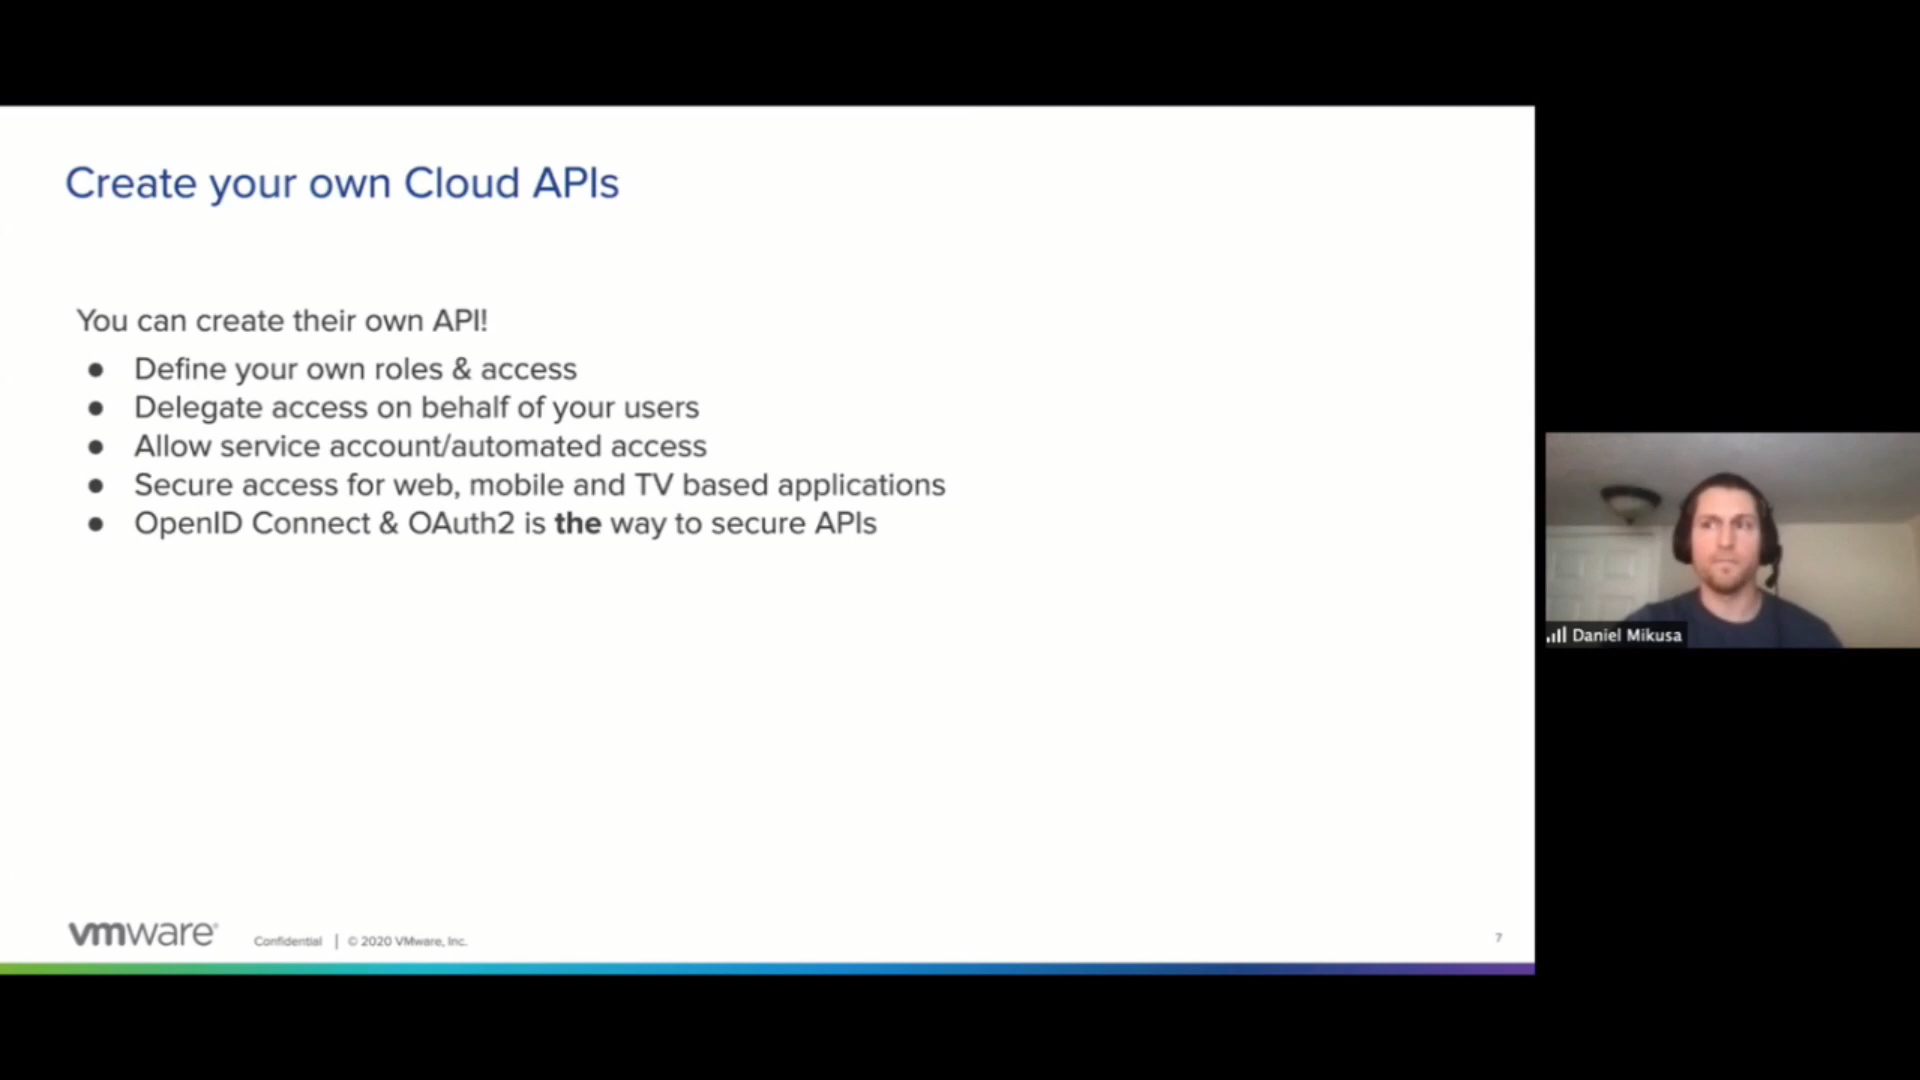 Create your own Cloud APIs
You can create their own API!
● Define your own roles & access
● Delegate access on behalf of your users
● Allow service account/automated access
● Secure access for web, mobile and TV based applications
● OpenID Connect & OAuth2 is the way to secure APIs
Daniel Mikusa
vmware® Confidential | © 2020 VMware, Inc. 7